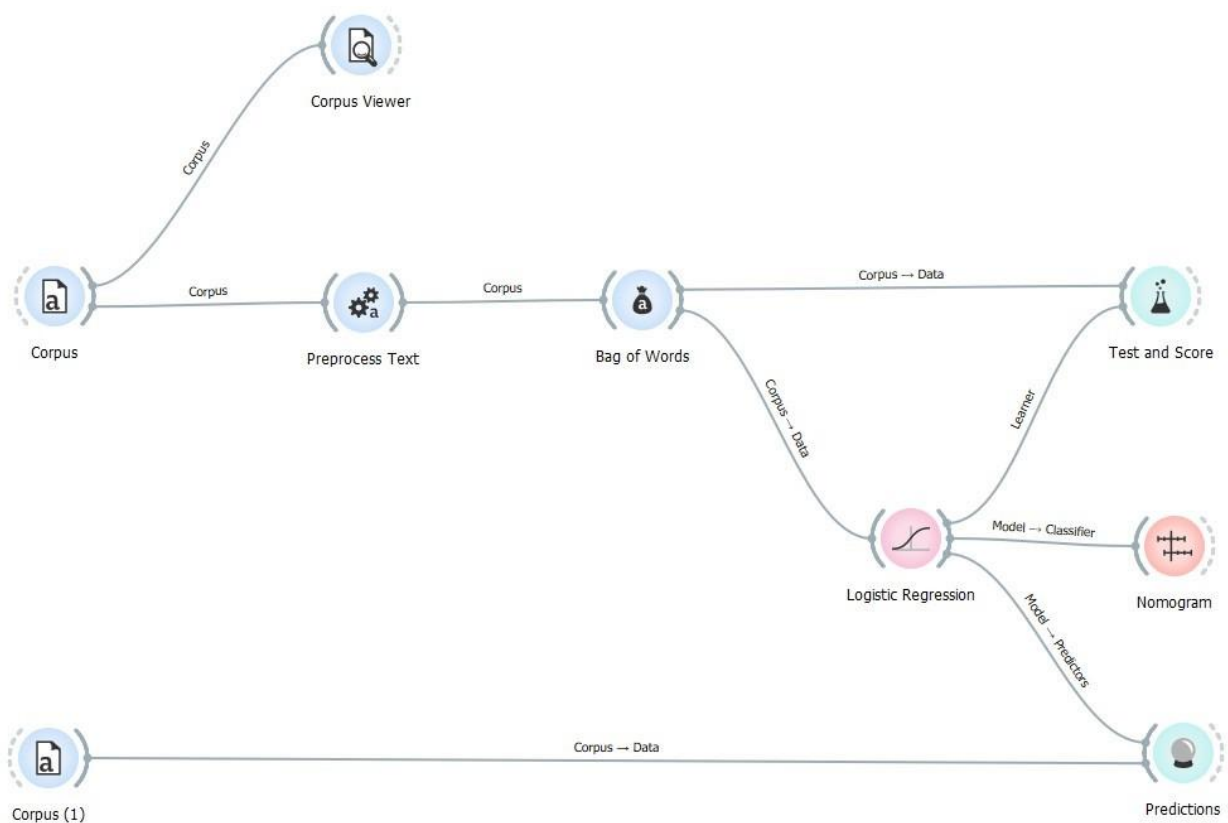 Corpus Viewer
Corpus
Corpus
Corpus
Corpus → Data
Corpus
Preprocess Text
Bag of Words
Test and Score
Corpus → Data
Learner
Model → Classifier
Logistic Regression
Nomogram
Model → Predictors
Corpus → Data
Corpus (1)
Predictions